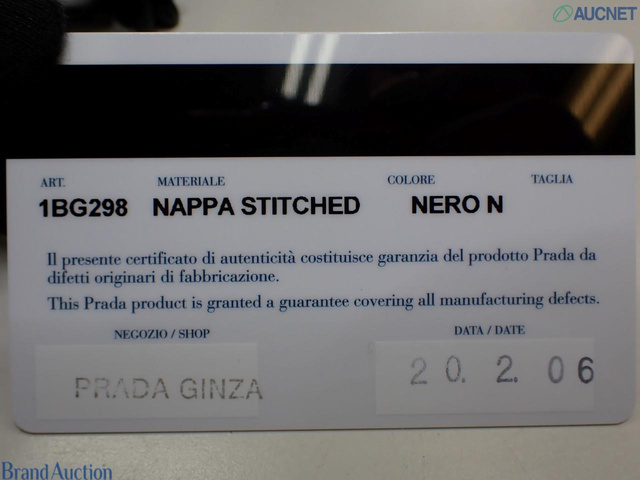 AUCNET
ART. MATERIALE COLORE TAGLIA
1BG298 NAPPA STITCHED NERO N
Il presente certificato di autenticità costituisce garanzia del prodotto Prada da
difetti originari di fabbricazione.
This Prada product is granted a guarantee covering all manufacturing defects.
NEGOZIO / SHOP DATA / DATE
PRADA GINZA 20. 2. 06
Brand Auction